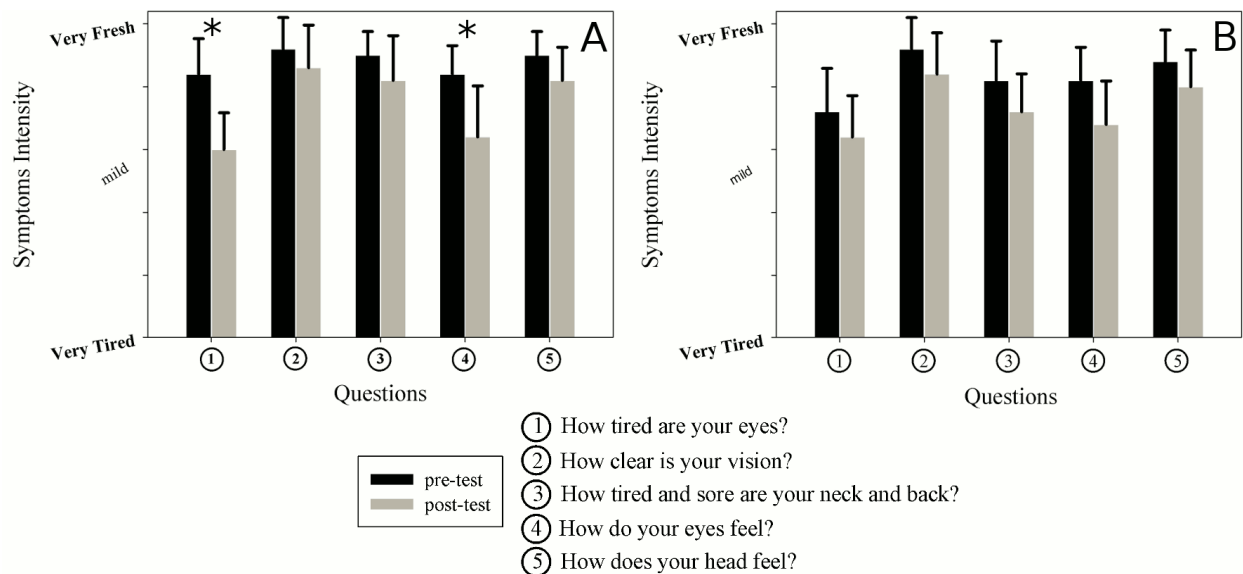 Very Fresh
*
*
A
Symptoms Intensity
mild
Very Tired
1
2
3
4
5
Questions
Very Fresh
B
Symptoms Intensity
mild
Very Tired
1
2
3
4
5
Questions
pre-test
post-test
1 How tired are your eyes?
2 How clear is your vision?
3 How tired and sore are your neck and back?
4 How do your eyes feel?
5 How does your head feel?